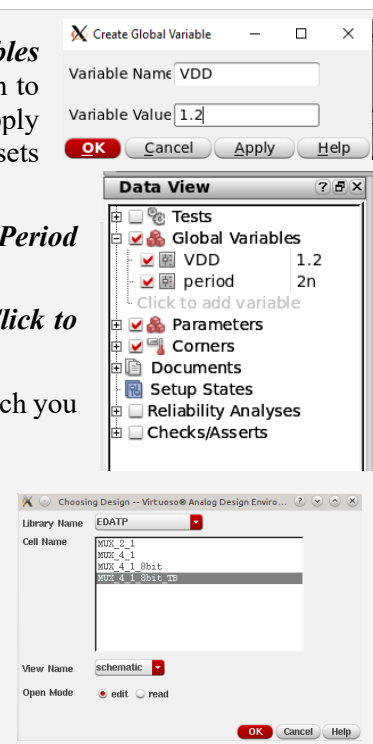 Create Global Variable
bles
Variable Name VDD
n to
Variable Value 1.2
pply
OK Cancel Apply Help
sets
Data View
Tests
Global Variables
Period
VDD 1.2
period 2n
Click to add variable
lick to
Parameters
Corners
Documents
Setup States
ch you
Reliability Analyses
Checks/Asserts
Choosing Design -- Virtuoso® Analog Design Enviro...
Library Name EDATP
Cell Name
MUX_2_1
MUX_4_1
MUX_4_1_8bit
MUX_4_1_8bit_TB
View Name schematic
Open Mode edit read
OK Cancel Help